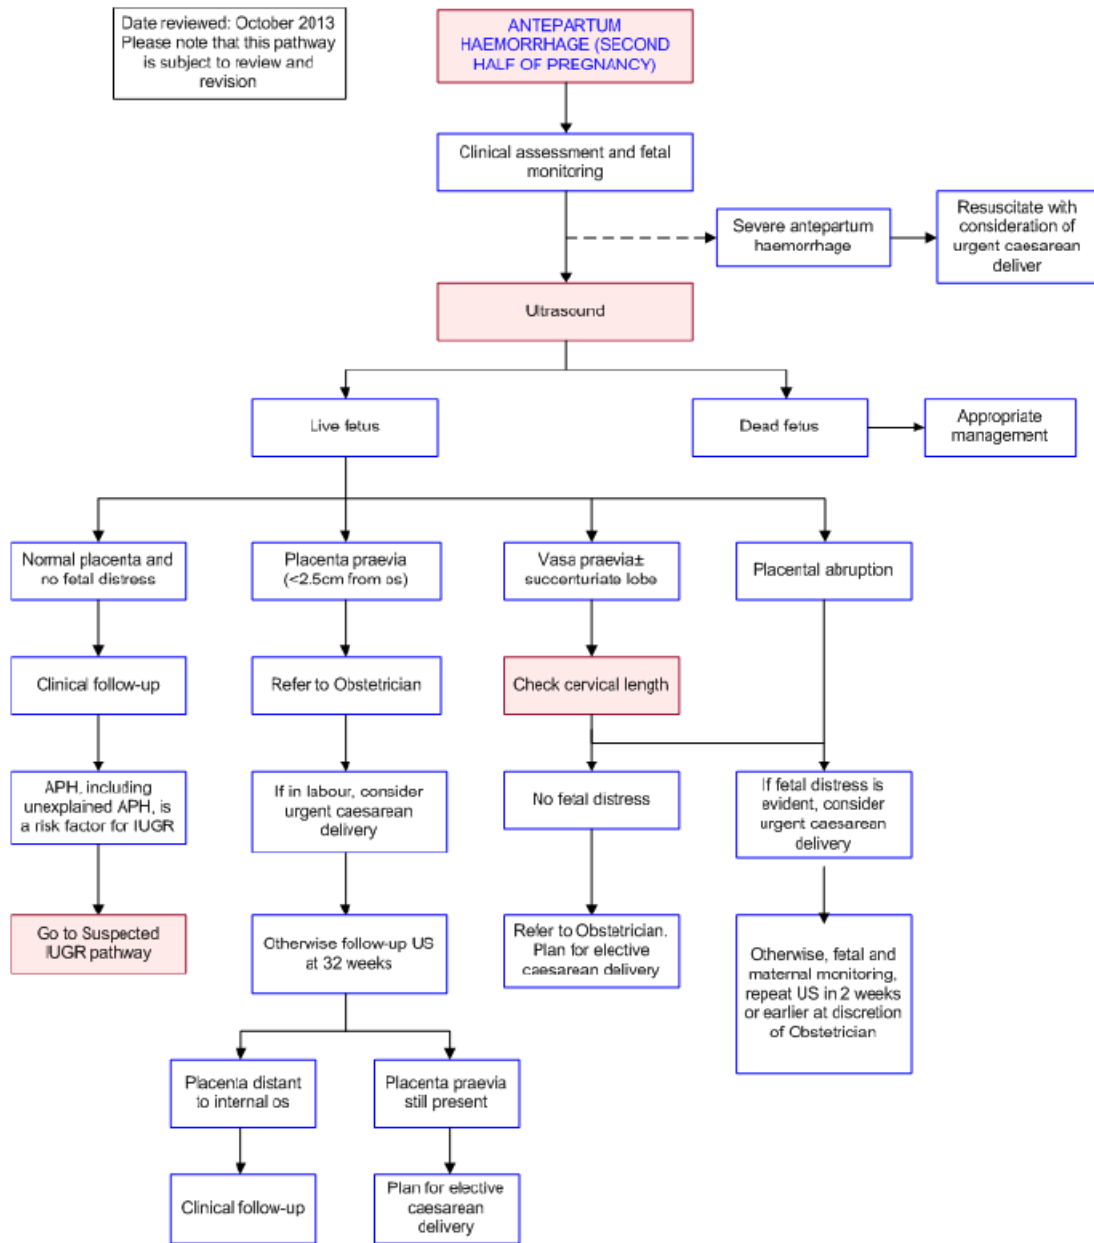 Date reviewed: October 2013
Please note that this pathway
is subject to review and
revision
ANTEPARTUM
HAEMORRHAGE (SECOND
HALF OF PREGNANCY)
Clinical assessment and fetal
monitoring
Severe antepartum
haemorrhage
Resuscitate with
consideration of
urgent caesarean
deliver
Ultrasound
Live fetus
Dead fetus
Appropriate
management
Normal placenta and
no fetal distress
Placenta praevia
(<2.5cm from os)
Vasa praevia±
succenturiate lobe
Placental abruption
Clinical follow-up
Refer to Obstetrician
Check cervical length
APH, including
unexplained APH, is
a risk factor for IUGR
If in labour, consider
urgent caesarean
delivery
No fetal distress
If fetal distress is
evident, consider
urgent caesarean
delivery
Go to Suspected
IUGR pathway
Otherwise follow-up US
at 32 weeks
Refer to Obstetrician.
Plan for elective
caesarean delivery
Otherwise, fetal and
maternal monitoring,
repeat US in 2 weeks
or earlier at discretion
of Obstetrician
Placenta distant
to internal os
Placenta praevia
still present
Clinical follow-up
Plan for elective
caesarean
delivery